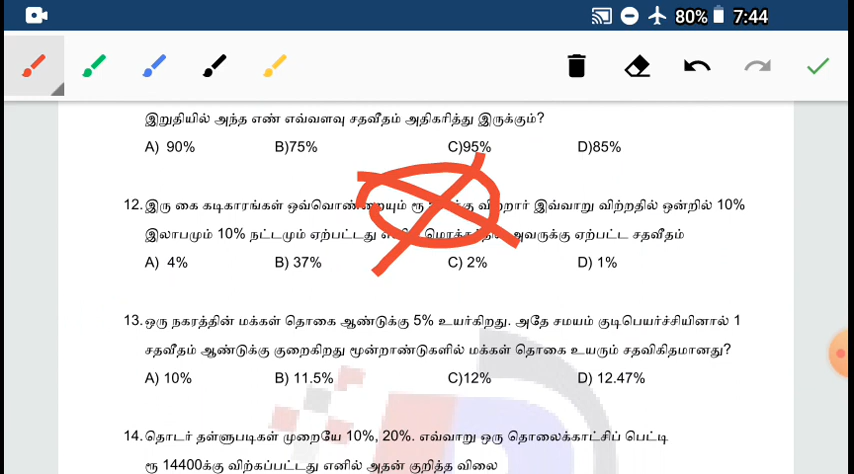 80% 7:44
இறுதியில் அந்த எண் எவ்வளவு சதவீதம் அதிகரித்து இருக்கும்?
A) 90% B)75% C)95% D)85%
12. இரு கை கடிகாரங்கள் ஒவ்வொன்றையும் ரூ விற்றார் இவ்வாறு விற்றதில் ஒன்றில் 10%
இலாபமும் 10% நட்டமும் ஏற்பட்டது அவருக்கு ஏற்பட்ட சதவீதம்
A) 4% B) 37% C) 2% D) 1%
13. ஒரு நகரத்தின் மக்கள் தொகை ஆண்டுக்கு 5% உயர்கிறது. அதே சமயம் குடிபெயர்ச்சியினால் 1
சதவீதம் ஆண்டுக்கு குறைகிறது மூன்றாண்டுகளில் மக்கள் தொகை உயரும் சதவிகிதமானது?
A) 10% B) 11.5% C)12% D) 12.47%
14. தொடர் தள்ளுபடிகள் முறையே 10%, 20%. எவ்வாறு ஒரு தொலைக்காட்சிப் பெட்டி
ரூ 14400க்கு விற்கப்பட்டது எனில் அதன் குறித்த விலை